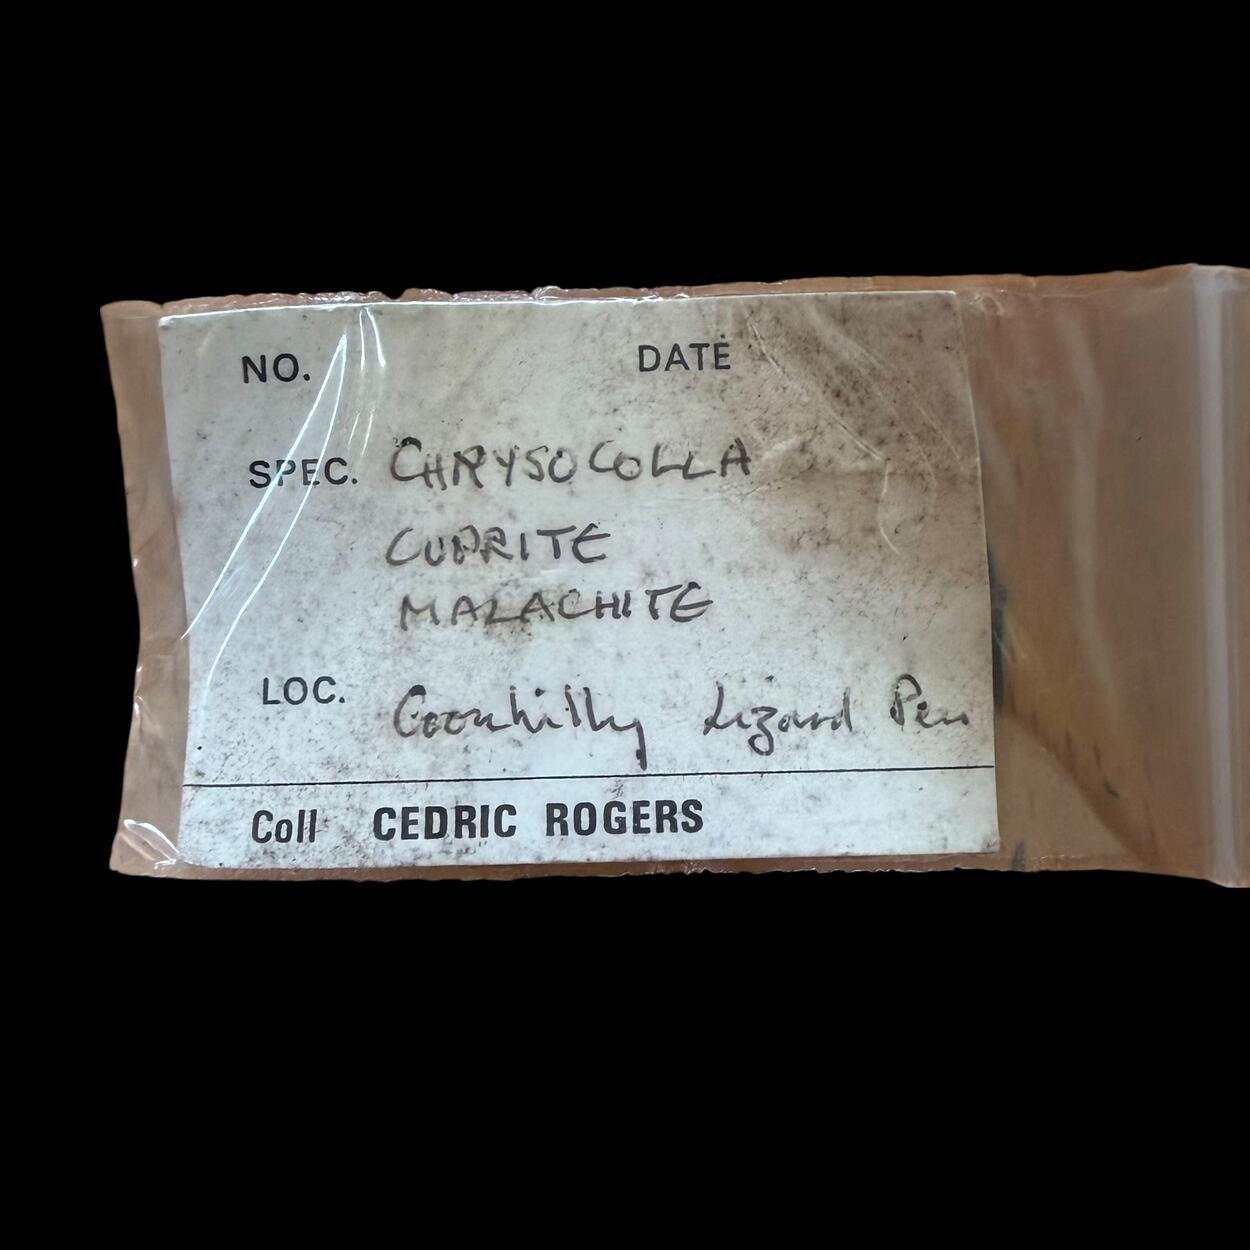 NO. DATE
SPEC. CHRYSOCOLLA
CUPRITE
MALACHITE
LOC. Goonhilly Lizard Pen
Coll CEDRIC ROGERS